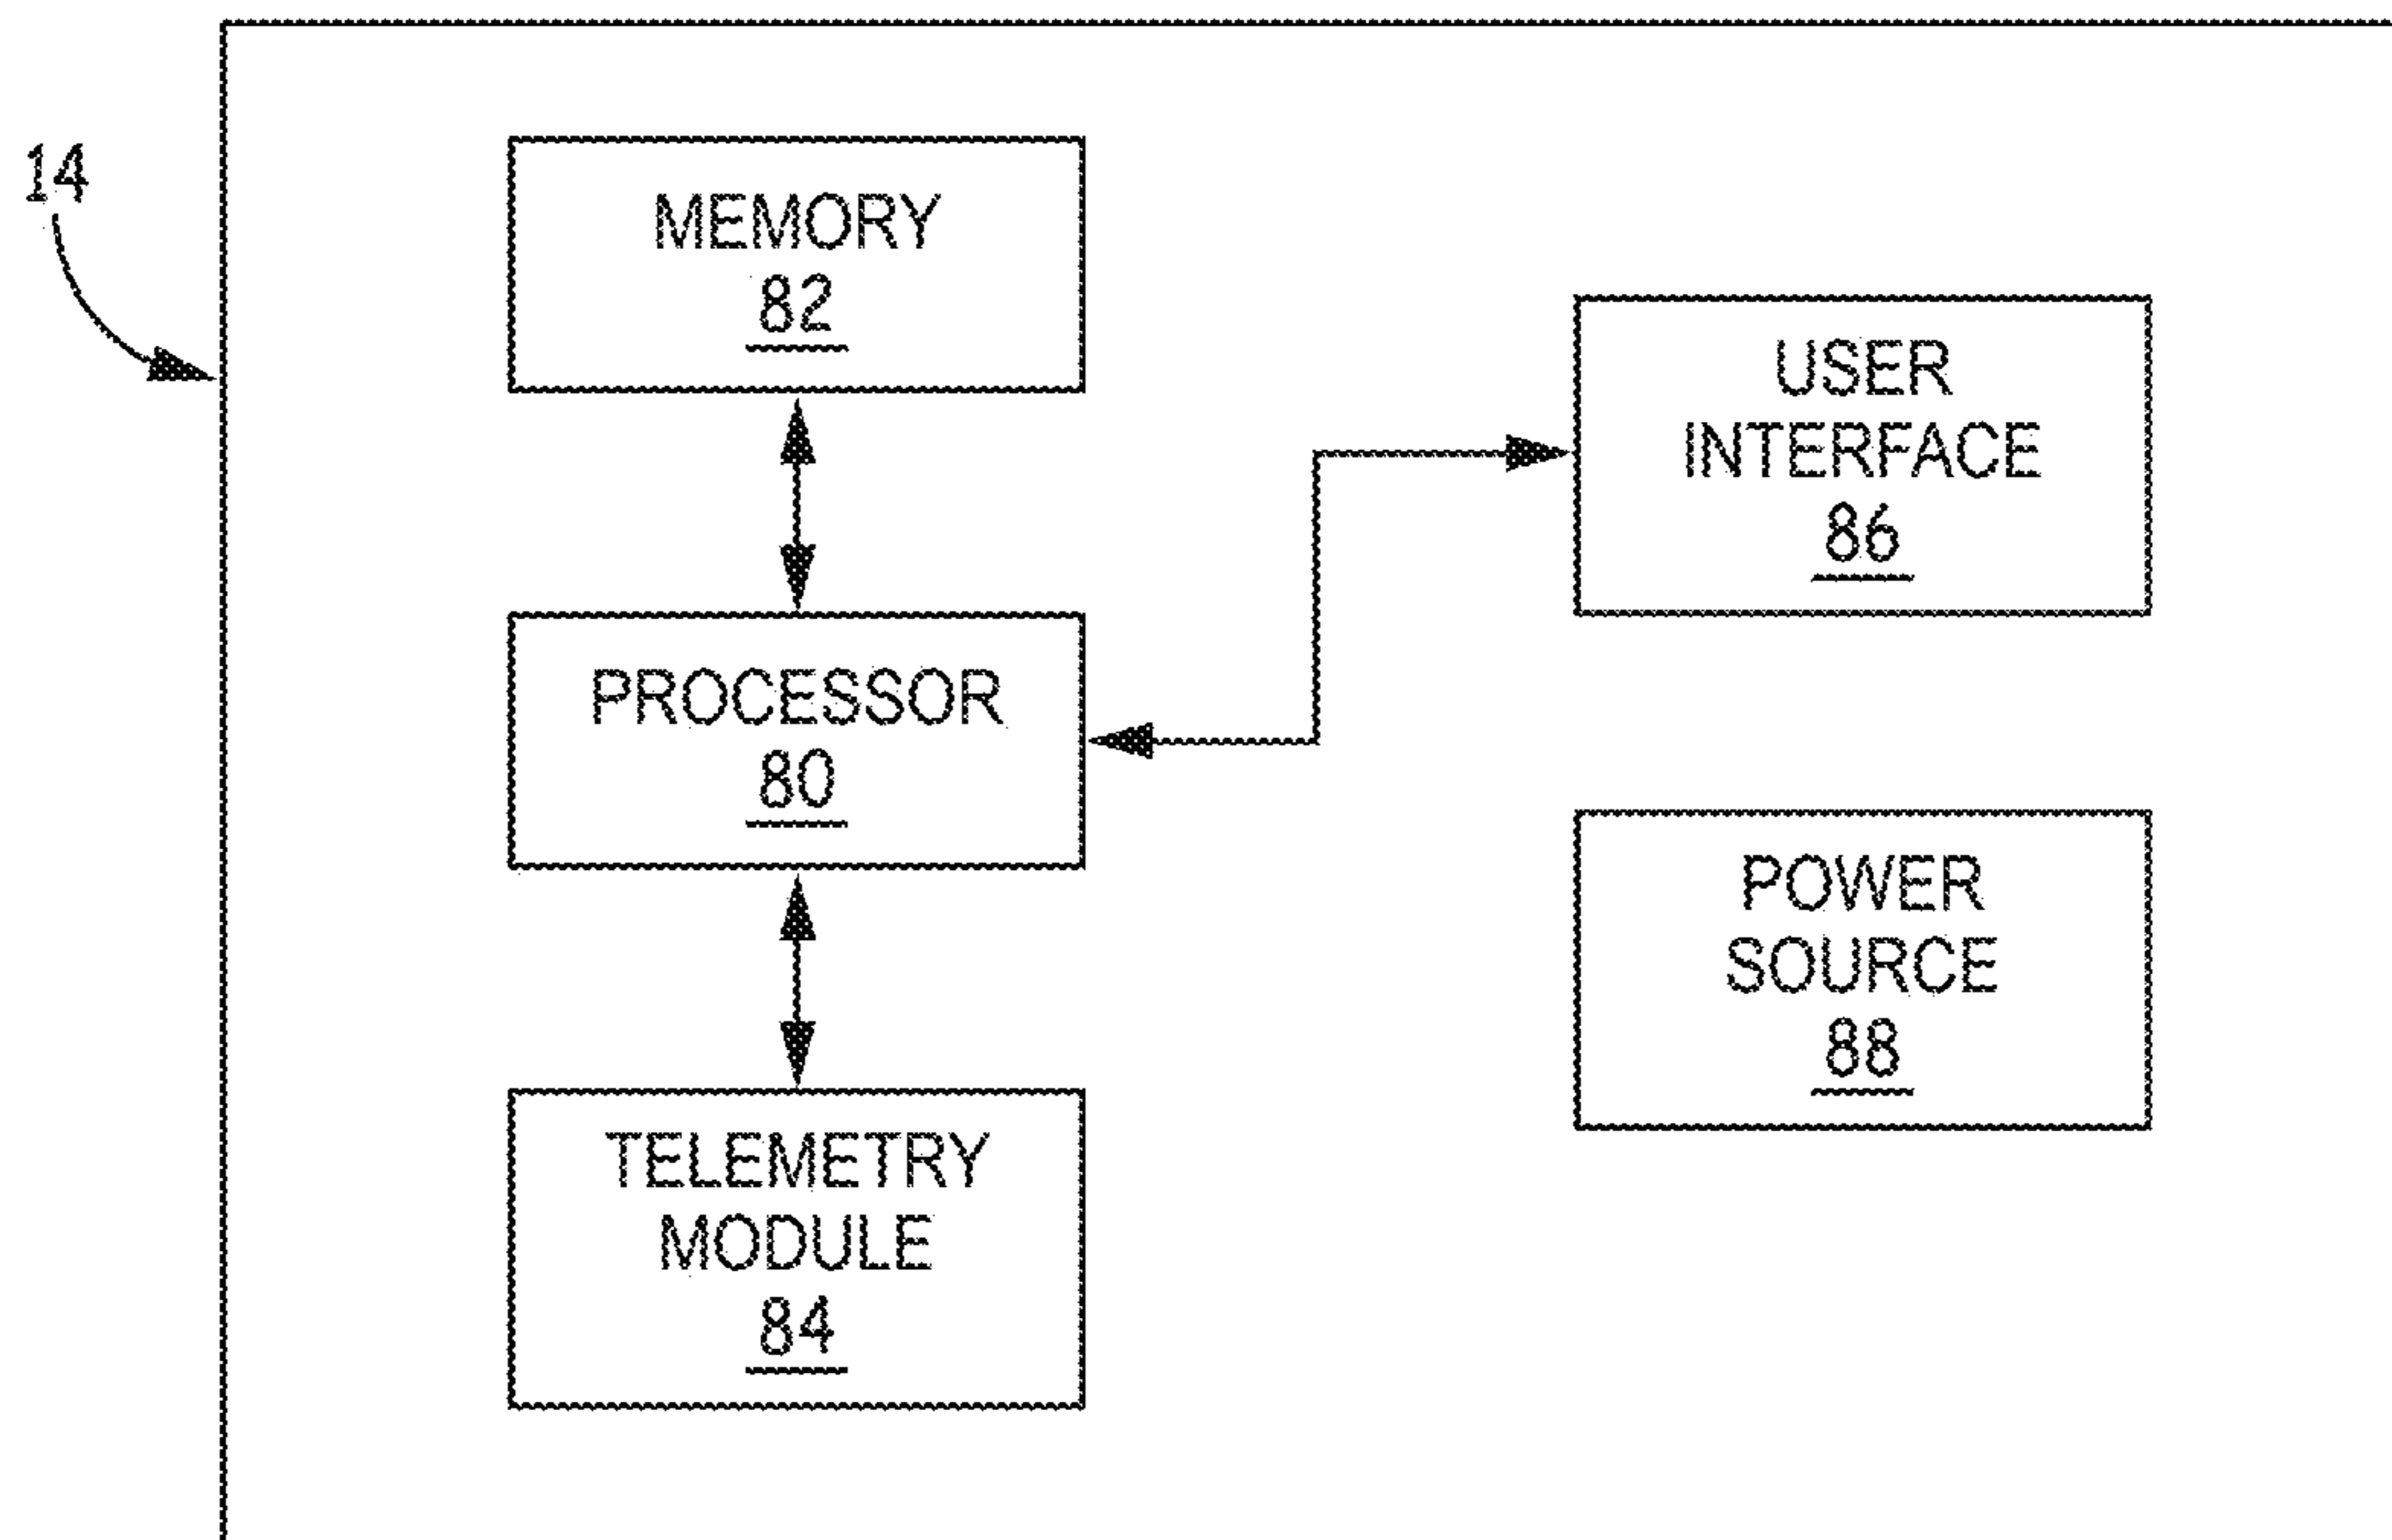 14
MEMORY
82
USER
INTERFACE
86
PROCESSOR
80
POWER
SOURCE
88
TELEMETRY
MODULE
84